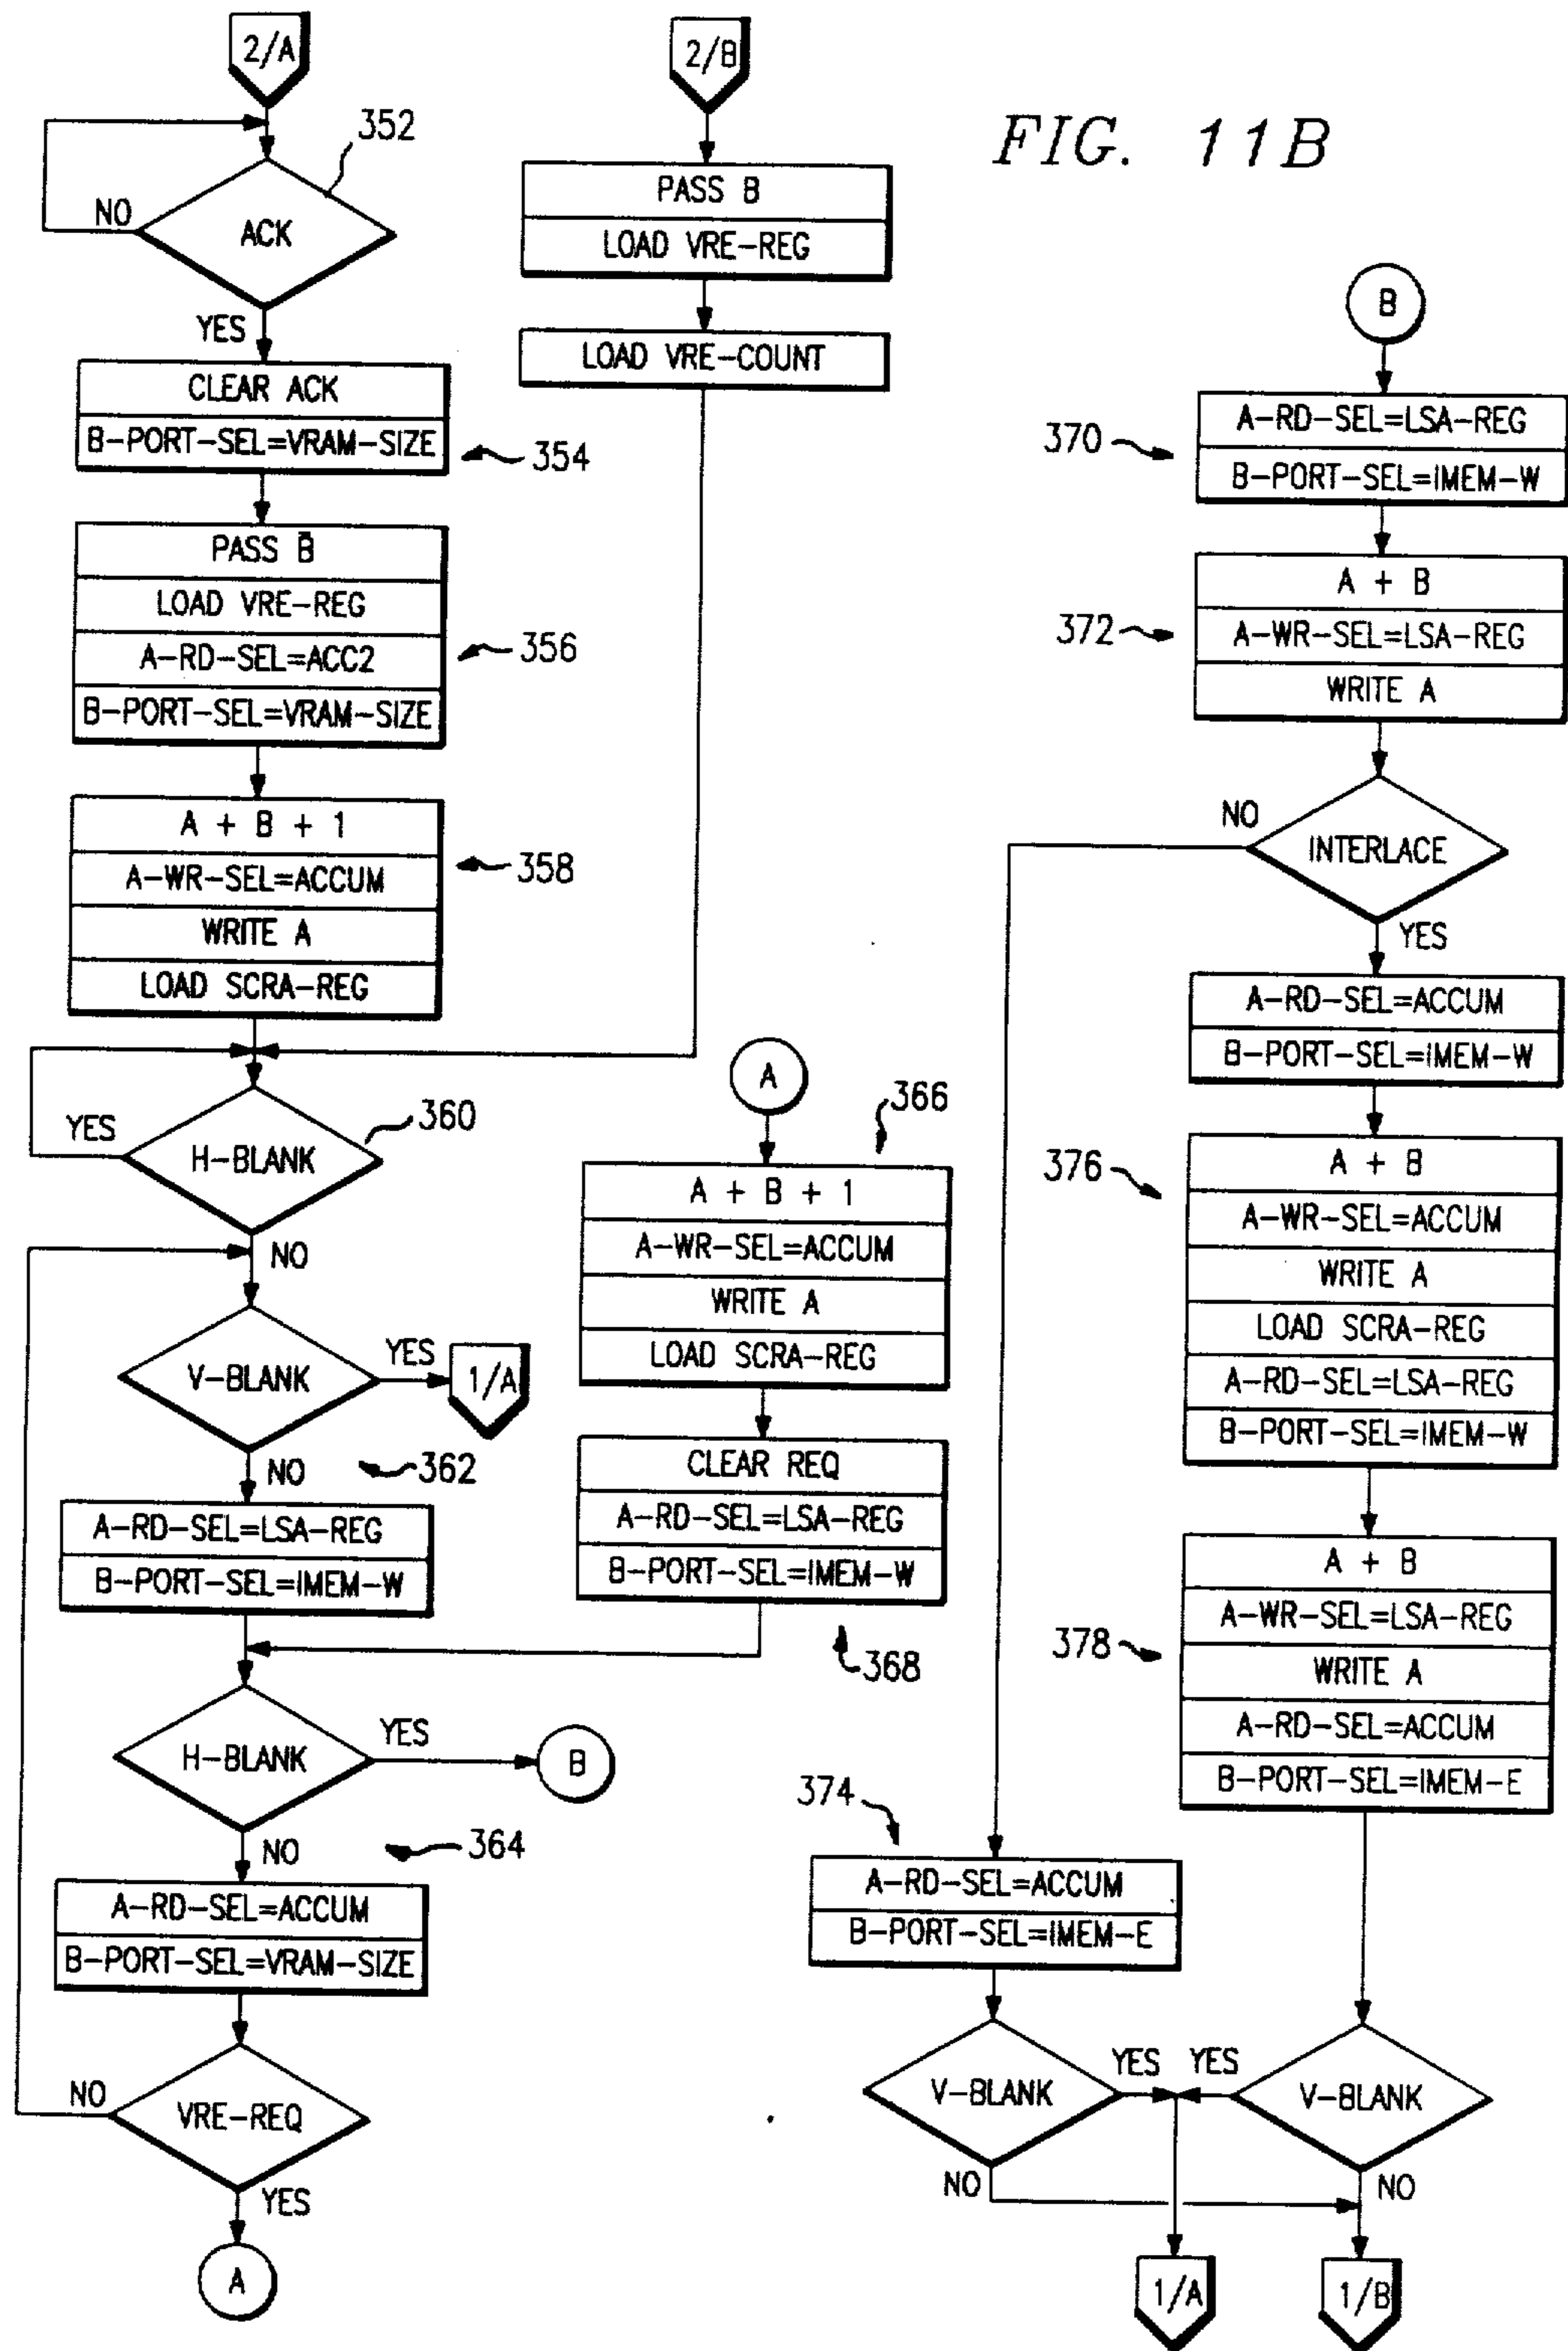 FIG. 11B
2/A
352
ACK
NO
YES
CLEAR ACK
B-PORT-SEL=VRAM-SIZE
354
PASS B̄
LOAD VRE-REG
A-RD-SEL=ACC2
B-PORT-SEL=VRAM-SIZE
356
A + B + 1
A-WR-SEL=ACCUM
WRITE A
LOAD SCRA-REG
358
H-BLANK
360
YES
NO
V-BLANK
YES
1/A
NO
362
A-RD-SEL=LSA-REG
B-PORT-SEL=IMEM-W
H-BLANK
YES
B
NO
364
A-RD-SEL=ACCUM
B-PORT-SEL=VRAM-SIZE
VRE-REQ
NO
YES
A
2/B
PASS B
LOAD VRE-REG
LOAD VRE-COUNT
A
366
A + B + 1
A-WR-SEL=ACCUM
WRITE A
LOAD SCRA-REG
CLEAR REQ
A-RD-SEL=LSA-REG
B-PORT-SEL=IMEM-W
368
B
370
A-RD-SEL=LSA-REG
B-PORT-SEL=IMEM-W
372
A + B
A-WR-SEL=LSA-REG
WRITE A
INTERLACE
NO
YES
A-RD-SEL=ACCUM
B-PORT-SEL=IMEM-W
376
A + B
A-WR-SEL=ACCUM
WRITE A
LOAD SCRA-REG
A-RD-SEL=LSA-REG
B-PORT-SEL=IMEM-W
378
A + B
A-WR-SEL=LSA-REG
WRITE A
A-RD-SEL=ACCUM
B-PORT-SEL=IMEM-E
374
A-RD-SEL=ACCUM
B-PORT-SEL=IMEM-E
V-BLANK
YES
YES
V-BLANK
NO
NO
1/A
1/B